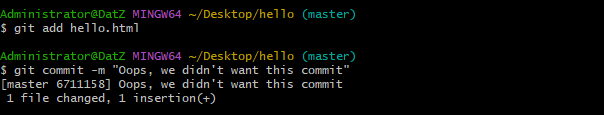 Administrator@DatZ MINGW64 ~/Desktop/hello (master)
$ git add hello.html
Administrator@DatZ MINGW64 ~/Desktop/hello (master)
$ git commit -m "Oops, we didn't want this commit"
[master 6711158] Oops, we didn't want this commit
 1 file changed, 1 insertion(+)